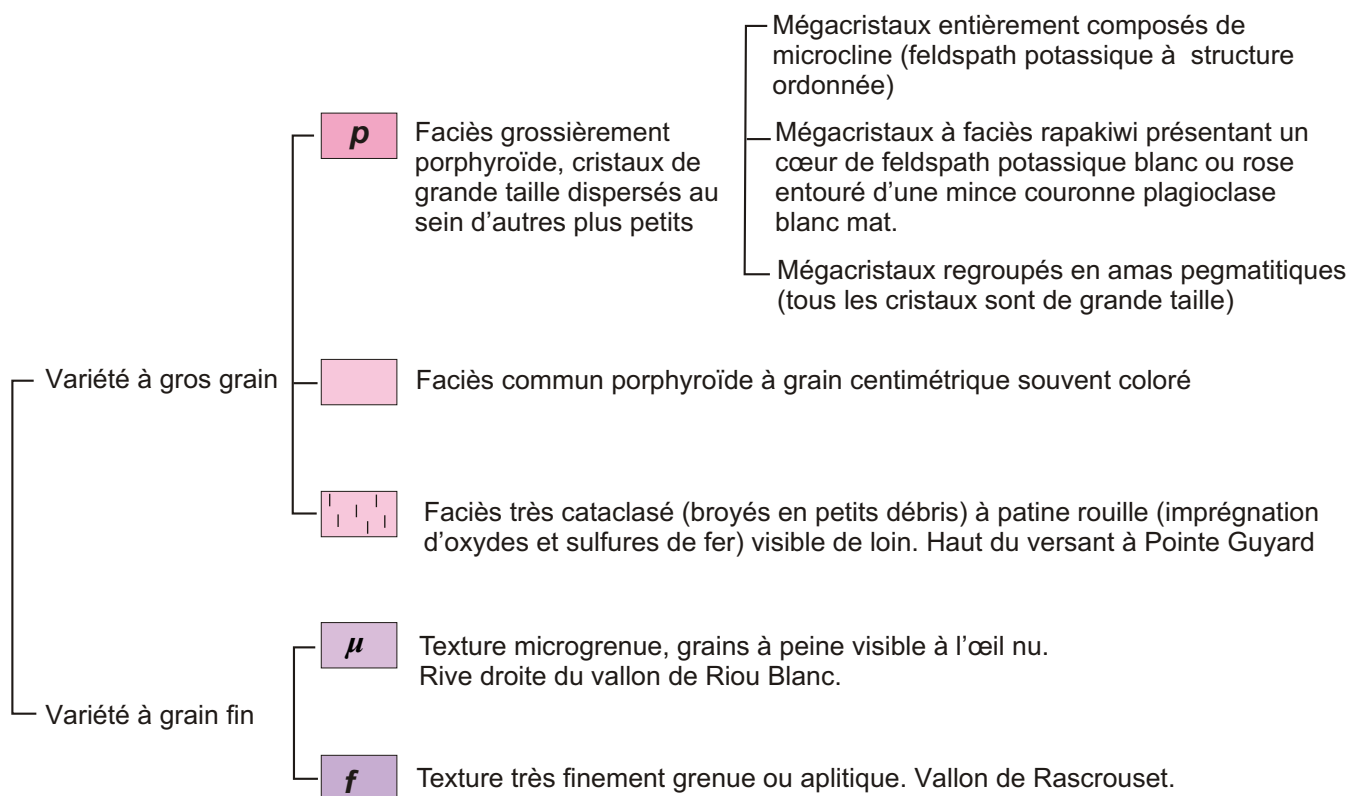 Mégacristaux entièrement composés de
microcline (feldspath potassique à structure
ordonnée)
p
Faciès grossièrement
porphyroïde, cristaux de
grande taille dispersés au
sein d'autres plus petits
Mégacristaux à faciès rapakiwi présentant un
cœur de feldspath potassique blanc ou rose
entouré d'une mince couronne plagioclase
blanc mat.
Mégacristaux regroupés en amas pegmatitiques
(tous les cristaux sont de grande taille)
Variété à gros grain
Faciès commun porphyroïde à grain centimétrique souvent coloré
Faciès très cataclasé (broyés en petits débris) à patine rouille (imprégnation
d'oxydes et sulfures de fer) visible de loin. Haut du versant à Pointe Guyard
μ
Texture microgrenue, grains à peine visible à l'œil nu.
Rive droite du vallon de Riou Blanc.
Variété à grain fin
f
Texture très finement grenue ou aplitique. Vallon de Rascrouset.